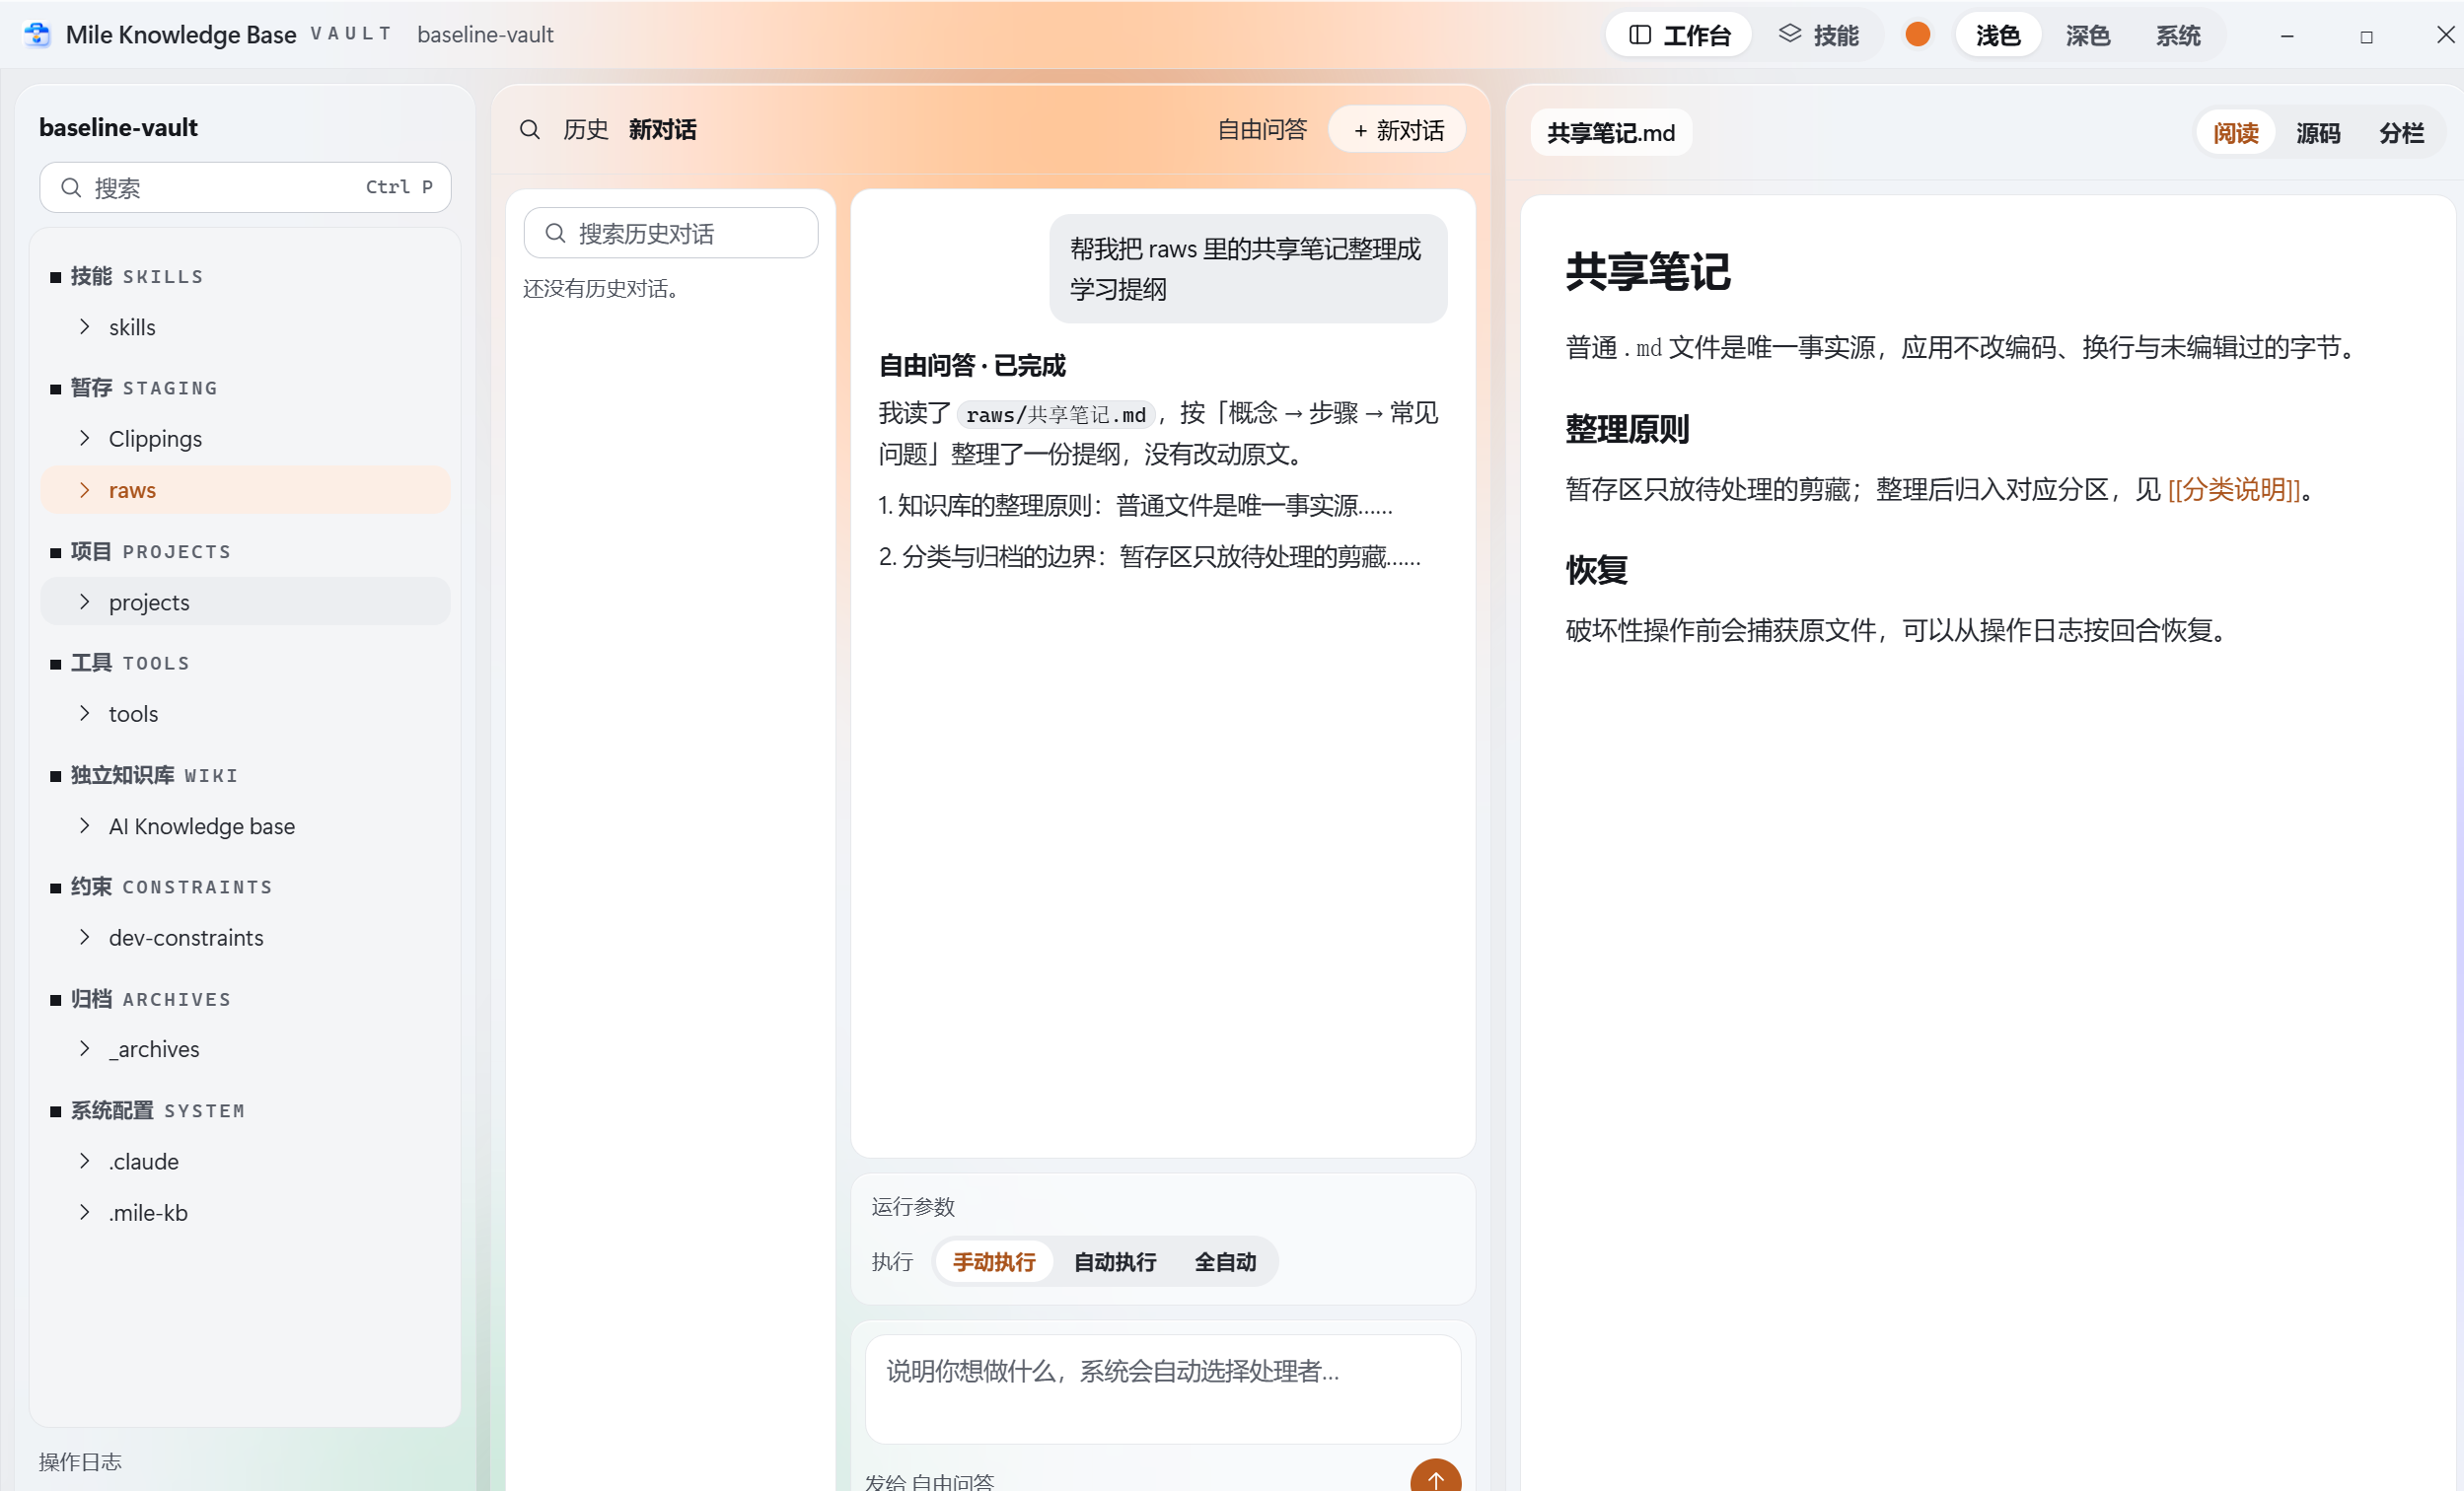 Mile Knowledge Base VAULT baseline-vault
工作台 技能 浅色 深色 系统
baseline-vault
搜索 Ctrl P
技能 SKILLS
skills
暂存 STAGING
Clippings
raws
项目 PROJECTS
projects
工具 TOOLS
tools
独立知识库 WIKI
AI Knowledge base
约束 CONSTRAINTS
dev-constraints
归档 ARCHIVES
_archives
系统配置 SYSTEM
.claude
.mile-kb
操作日志
历史 新对话 自由问答 + 新对话
搜索历史对话
还没有历史对话。
帮我把 raws 里的共享笔记整理成
学习提纲
自由问答 · 已完成
我读了 raws/共享笔记.md，按「概念 → 步骤 → 常见
问题」整理了一份提纲，没有改动原文。
1. 知识库的整理原则：普通文件是唯一事实源……
2. 分类与归档的边界：暂存区只放待处理的剪藏……
运行参数
执行 手动执行 自动执行 全自动
说明你想做什么，系统会自动选择处理者...
发给 自由问答
共享笔记.md 阅读 源码 分栏
共享笔记
普通 .md 文件是唯一事实源，应用不改编码、换行与未编辑过的字节。
整理原则
暂存区只放待处理的剪藏；整理后归入对应分区，见 [[分类说明]]。
恢复
破坏性操作前会捕获原文件，可以从操作日志按回合恢复。